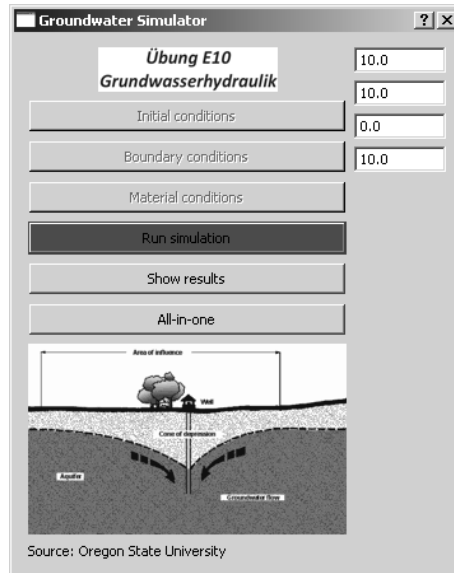 Groundwater Simulator
Übung E10
Grundwasserhydraulik
10.0
10.0
0.0
10.0
Initial conditions
Boundary conditions
Material conditions
Run simulation
Show results
All-in-one
Area of influence
Well
Cone of depression
Aquifer
Groundwater flow
Source: Oregon State University